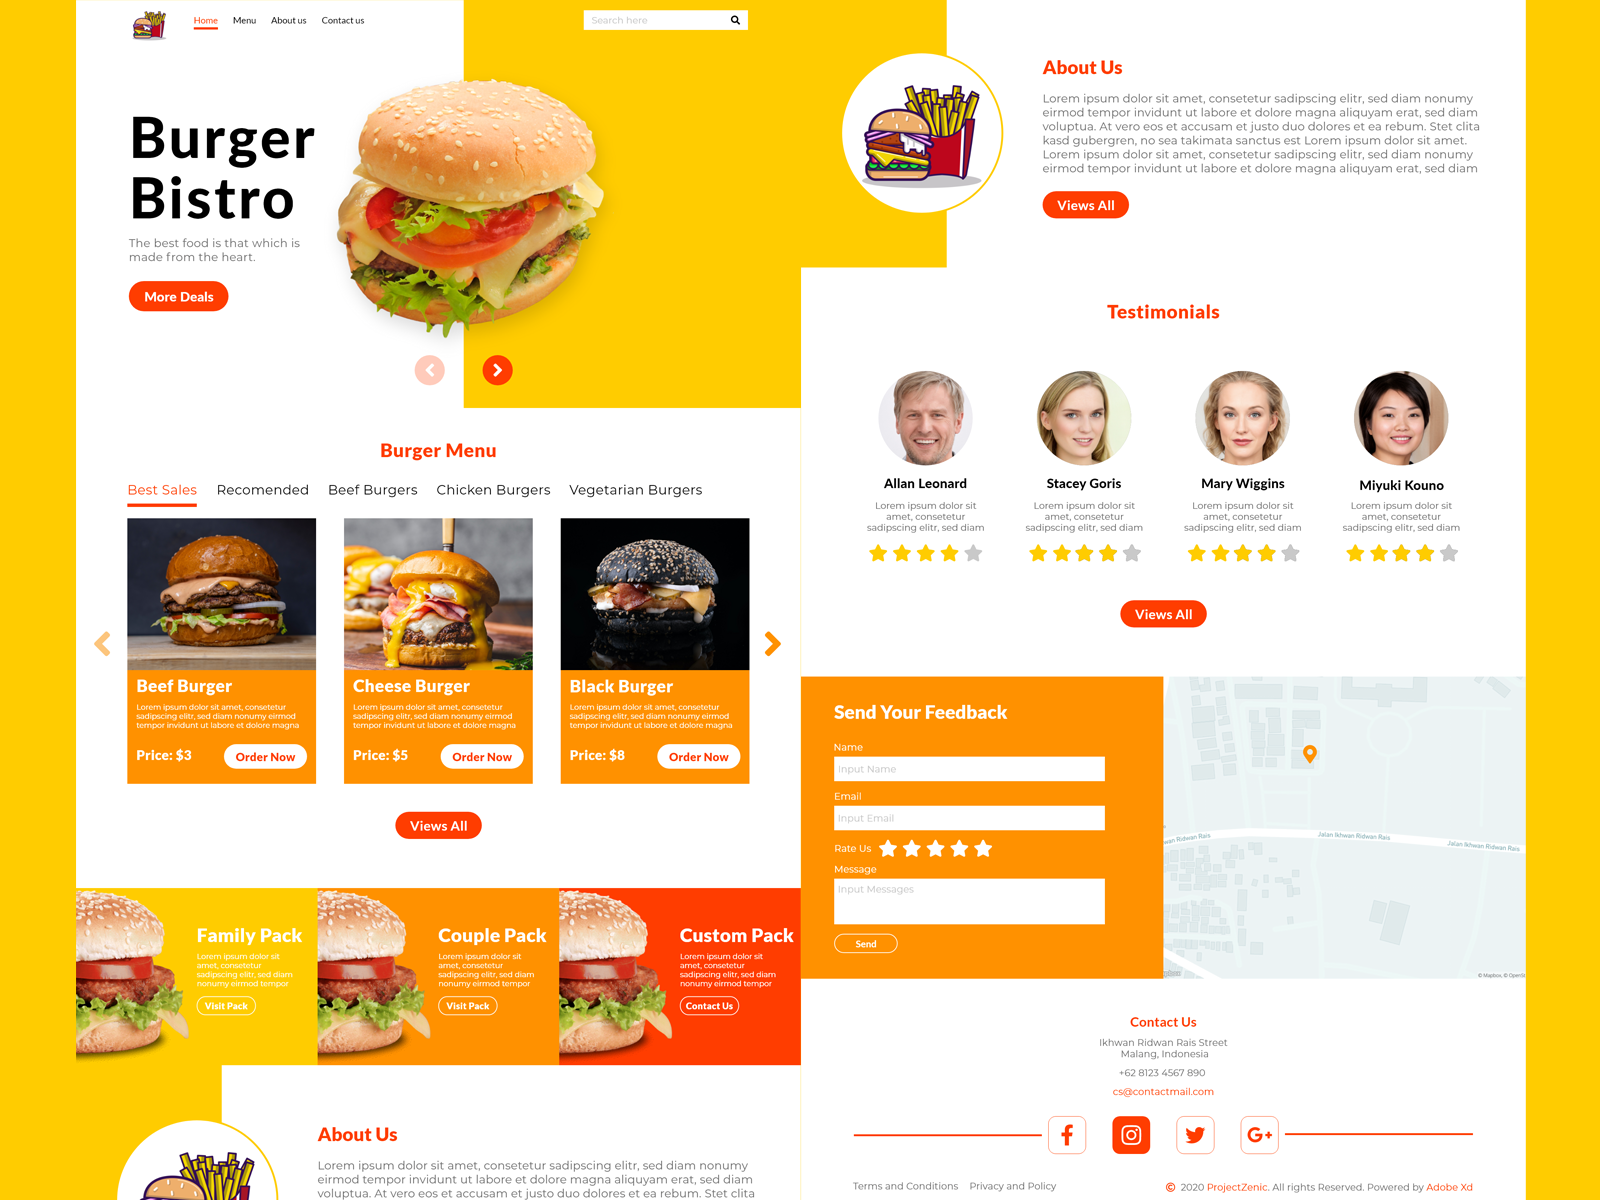 Home Menu About us Contact us
Search here
Burger
Bistro
The best food is that which is
made from the heart.
More Deals
Burger Menu
Best Sales Recomended Beef Burgers Chicken Burgers Vegetarian Burgers
Beef Burger
Lorem ipsum dolor sit amet, consetetur
sadipscing elitr, sed diam nonumy eirmod
tempor invidunt ut labore et dolore magna
Price: $3
Order Now
Cheese Burger
Lorem ipsum dolor sit amet, consetetur
sadipscing elitr, sed diam nonumy eirmod
tempor invidunt ut labore et dolore magna
Price: $5
Order Now
Black Burger
Lorem ipsum dolor sit amet, consetetur
sadipscing elitr, sed diam nonumy eirmod
tempor invidunt ut labore et dolore magna
Price: $8
Order Now
Views All
Family Pack
Lorem ipsum dolor sit
amet, consetetur
sadipscing elitr, sed diam
nonumy eirmod tempor
Visit Pack
Couple Pack
Lorem ipsum dolor sit
amet, consetetur
sadipscing elitr, sed diam
nonumy eirmod tempor
Visit Pack
Custom Pack
Lorem ipsum dolor sit
amet, consetetur
sadipscing elitr, sed diam
nonumy eirmod tempor
Contact Us
About Us
Lorem ipsum dolor sit amet, consetetur sadipscing elitr, sed diam nonumy
eirmod tempor invidunt ut labore et dolore magna aliquyam erat, sed diam
voluptua. At vero eos et accusam et justo duo dolores et ea rebum. Stet clita
About Us
Lorem ipsum dolor sit amet, consetetur sadipscing elitr, sed diam nonumy
eirmod tempor invidunt ut labore et dolore magna aliquyam erat, sed diam
voluptua. At vero eos et accusam et justo duo dolores et ea rebum. Stet clita
kasd gubergren, no sea takimata sanctus est Lorem ipsum dolor sit amet.
Lorem ipsum dolor sit amet, consetetur sadipscing elitr, sed diam nonumy
eirmod tempor invidunt ut labore et dolore magna aliquyam erat, sed diam
Views All
Testimonials
Allan Leonard
Lorem ipsum dolor sit
amet, consetetur
sadipscing elitr, sed diam
Stacey Goris
Lorem ipsum dolor sit
amet, consetetur
sadipscing elitr, sed diam
Mary Wiggins
Lorem ipsum dolor sit
amet, consetetur
sadipscing elitr, sed diam
Miyuki Kouno
Lorem ipsum dolor sit
amet, consetetur
sadipscing elitr, sed diam
Views All
Send Your Feedback
Name
Input Name
Email
Input Email
Rate Us
Message
Input Messages
Send
wan Ridwan Rais
Jalan Ikhwan Ridwan Rais
Jalan Ikhwan Ridwan Rais
© Mapbox, © OpenSt
Contact Us
Ikhwan Ridwan Rais Street
Malang, Indonesia
+62 8123 4567 890
cs@contactmail.com
f
G+
Terms and Conditions Privacy and Policy
© 2020 ProjectZenic. All rights Reserved. Powered by Adobe Xd